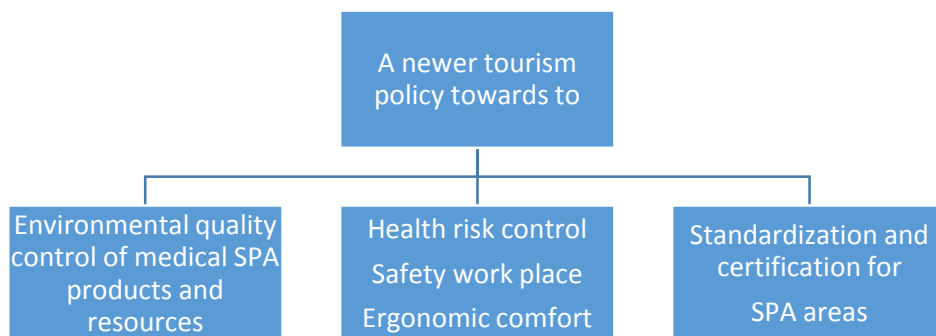 A newer tourism
policy towards to
Environmental quality
control of medical SPA
products and
resources
Health risk control
Safety work place
Ergonomic comfort
Standardization and
certification for
SPA areas